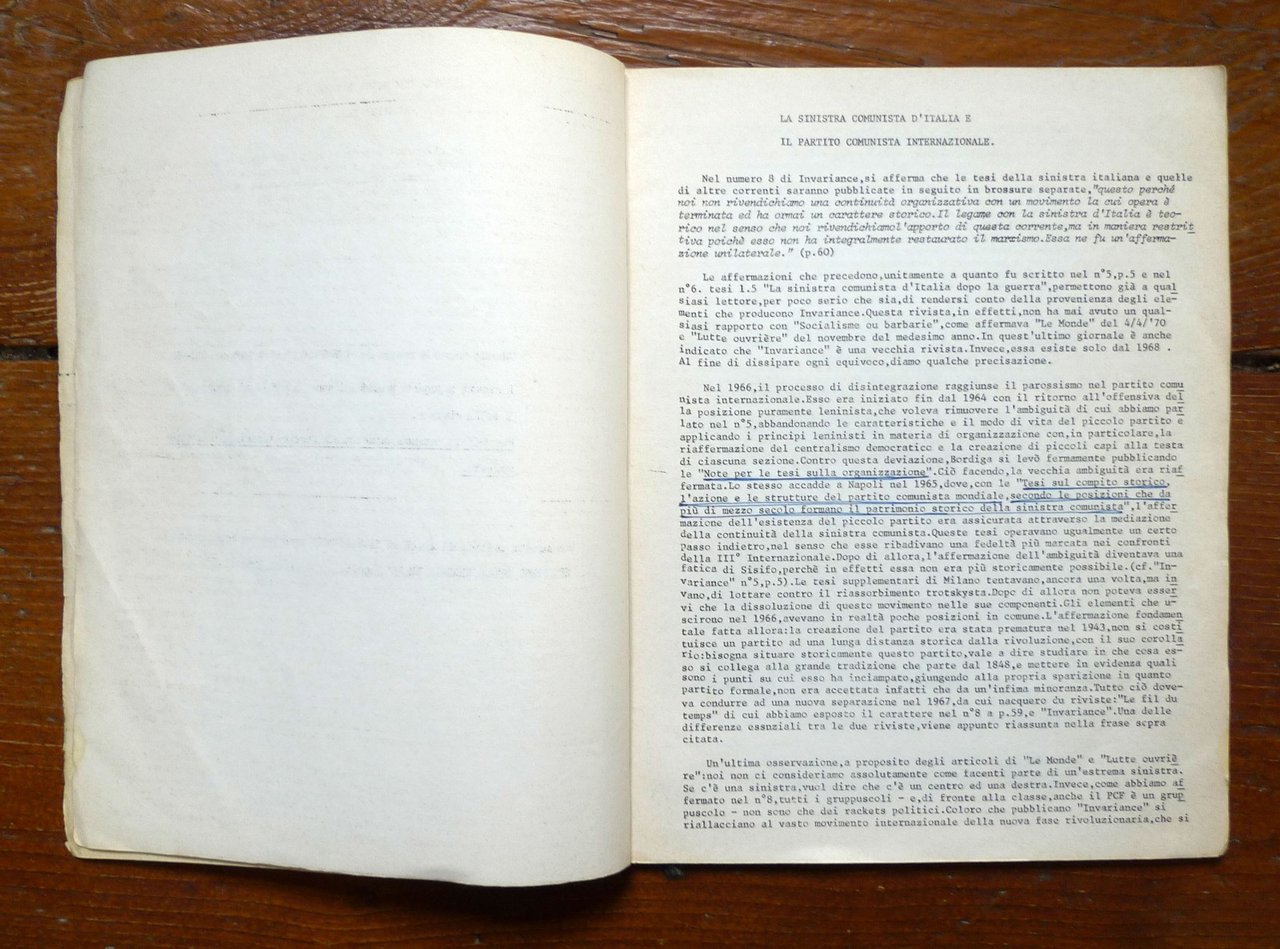 LA SINISTRA COMUNISTA D'ITALIA E
IL PARTITO COMUNISTA INTERNAZIONALE.
Nel numero 8 di Invariance,si afferma che le tesi della sinistra italiana e quelle
di altre correnti saranno pubblicate in seguito in brossure separate,"questo perché
noi non rivendichiamo una continuità organizzativa con un movimento la cui opera è
terminata ed ha ormai un carattere storico.Il legame con la sinistra d'Italia è teo-
rico nel senso che noi rivendichiamol'apporto di questa corrente,ma in maniera restrit
tiva poichè esso non ha integralmente restaurato il marxismo.Essa ne fu un'afferma-
zione unilaterale." (p.60)
Le affermazioni che precedono,unitamente a quanto fu scritto nel n°5,p.5 e nel
n°6. tesi 1.5 "La sinistra comunista d'Italia dopo la guerra",permettono già a qual
siasi lettore,per poco serio che sia,di rendersi conto della provenienza degli ele-
menti che producono Invariance.Questa rivista,in effetti,non ha mai avuto un qual-
siasi rapporto con "Socialisme ou barbarie",come affermava "Le Monde" del 4/4/'70
e "Lutte ouvrière" del novembre del medesimo anno.In quest'ultimo giornale è anche
indicato che "Invariance" è una vecchia rivista.Invece,essa esiste solo dal 1968 .
Al fine di dissipare ogni equivoco,diamo qualche precisazione.
Nel 1966,il processo di disintegrazione raggiunse il parossismo nel partito comu
nista internazionale.Esso era iniziato fin dal 1964 con il ritorno all'offensiva del
la posizione puramente leninista,che voleva rimuovere l'ambiguità di cui abbiamo par
lato nel n°5,abbandonando le caratteristiche e il modo di vita del piccolo partito e
applicando i principi leninisti in materia di organizzazione con,in particolare,la
riaffermazione del centralismo democratico e la creazione di piccoli capi alla testa
di ciascuna sezione.Contro questa deviazione,Bordiga si levò fermamente pubblicando
le "Note per le tesi sulla organizzazione".Ciò facendo,la vecchia ambiguità era riaf
fermata.Lo stesso accadde a Napoli nel 1965,dove,con le "Tesi sul compito storico,
l'azione e le strutture del partito comunista mondiale,secondo le posizioni che da
più di mezzo secolo formano il patrimonio storico della sinistra comunista",l'affer
mazione dell'esistenza del piccolo partito era assicurata attraverso la mediazione
della continuità della sinistra comunista.Queste tesi operavano ugualmente un certo
passo indietro,nel senso che esse ribadivano una fedeltà più marcata nei confronti
della III° Internazionale.Dopo di allora,l'affermazione dell'ambiguità diventava una
fatica di Sisifo,perchè in effetti essa non era più storicamente possibile.(cf."In-
variance" n°5,p.5).Le tesi supplementari di Milano tentavano,ancora una volta,ma in
vano,di lottare contro il riassorbimento trotskysta.Dopo di allora non poteva esser
vi che la dissoluzione di questo movimento nelle sue componenti.Gli elementi che u-
scirono nel 1966,avevano in realtà poche posizioni in comune.L'affermazione fondamen
tale fatta allora:la creazione del partito era stata prematura nel 1943,non si costi
tuisce un partito ad una lunga distanza storica dalla rivoluzione,con il suo corolla
rio:bisogna situare storicamente questo partito,vale a dire studiare in che cosa es-
so si collega alla grande tradizione che parte dal 1848,e mettere in evidenza quali
sono i punti su cui esso ha inciampato,giungendo alla propria sparizione in quanto
partito formale,non era accettata infatti che da un'infima minoranza.Tutto ciò dove-
va condurre ad una nuova separazione nel 1967,da cui nacquero du riviste:"Le fil du
temps" di cui abbiamo esposto il carattere nel n°8 a p.59,e "Invariance".Una delle
differenze essnziali tra le due riviste,viene appunto riassunta nella frase sopra
citata.
Un'ultima osservazione,a proposito degli articoli di "Le Monde" e "Lutte ouvriè
re":noi non ci consideriamo assolutamente come facenti parte di un'estrema sinistra.
Se c'è una sinistra,vuol dire che c'è un centro ed una destra.Invece,come abbiamo af
fermato nel n°8,tutti i gruppuscoli - e,di fronte alla classe,anche il PCF è un grup
puscolo - non sono che dei rackets politici.Coloro che pubblicano "Invariance" si
riallacciano al vasto movimento internazionale della nuova fase rivoluzionaria,che si